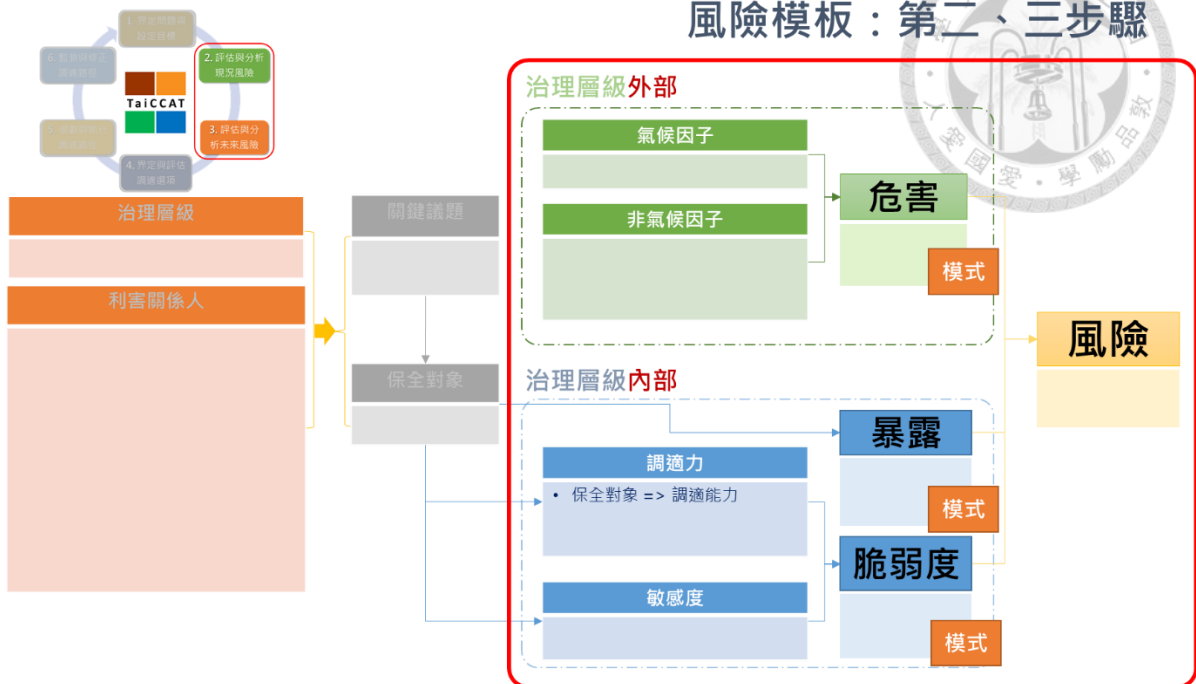 風險模板：第二、三步驟
1. 界定問題與
設定目標
2. 評估與分析
現況風險
3. 評估與分
析未來風險
4. 界定與評估
調適選項
TaiCCAT
治理層級
利害關係人
關鍵議題
保全對象
治理層級外部
氣候因子
非氣候因子
危害
模式
治理層級內部
調適力
• 保全對象 => 調適能力
敏感度
暴露
模式
脆弱度
模式
風險